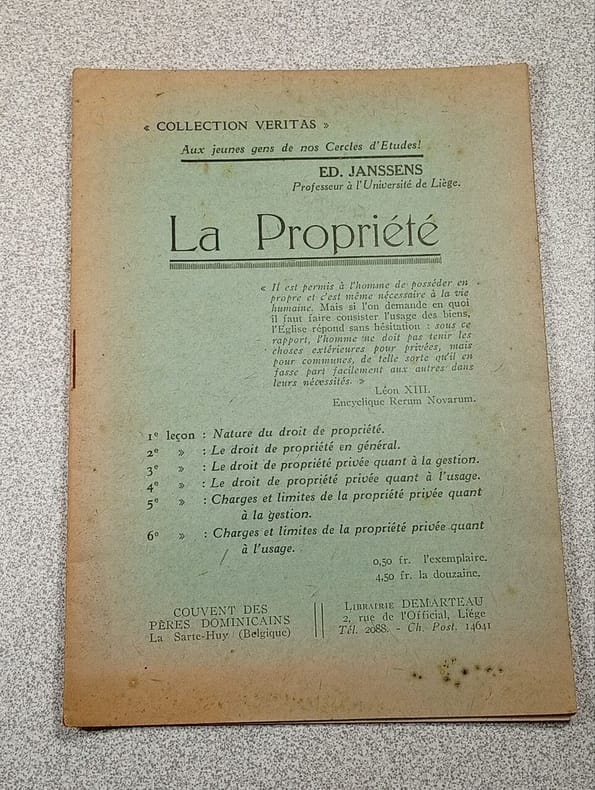 « COLLECTION VERITAS »
Aux jeunes gens de nos Cercles d'Etudes!
ED. JANSSENS
Professeur à l'Université de Liège.
La Propriété
« Il est permis à l'homme de posséder en
propre et c'est même nécessaire à la vie
humaine. Mais si l'on demande en quoi
il faut faire consister l'usage des biens,
l'Eglise répond sans hésitation : sous ce
rapport, l'homme ne doit pas tenir les
choses extérieures pour privées, mais
pour communes, de telle sorte qu'il en
fasse part facilement aux autres dans
leurs nécessités. »
Léon XIII.
Encyclique Rerum Novarum.
1e leçon : Nature du droit de propriété.
2e » : Le droit de propriété en général.
3e » : Le droit de propriété privée quant à la gestion.
4e » : Le droit de propriété privée quant à l'usage.
5e » : Charges et limites de la propriété privée quant
à la gestion.
6e » : Charges et limites de la propriété privée quant
à l'usage.
0,50 fr. l'exemplaire.
4,50 fr. la douzaine.
COUVENT DES
PÈRES DOMINICAINS
La Sarte-Huy (Belgique)
LIBRAIRIE DEMARTEAU
2, rue de l'Official, Liége
Tél. 2088. - Ch. Post. 14641